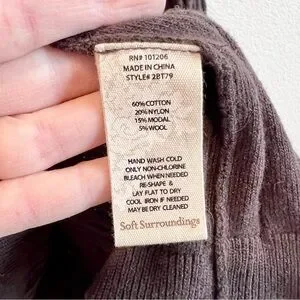 RN# 101206
MADE IN CHINA
STYLE# 2BT79
60% COTTON
20% NYLON
15% MODAL
5% WOOL
HAND WASH COLD
ONLY NON-CHLORINE
BLEACH WHEN NEEDED
RE-SHAPE &
LAY FLAT TO DRY
COOL IRON IF NEEDED
MAY BE DRY CLEANED
Soft Surroundings